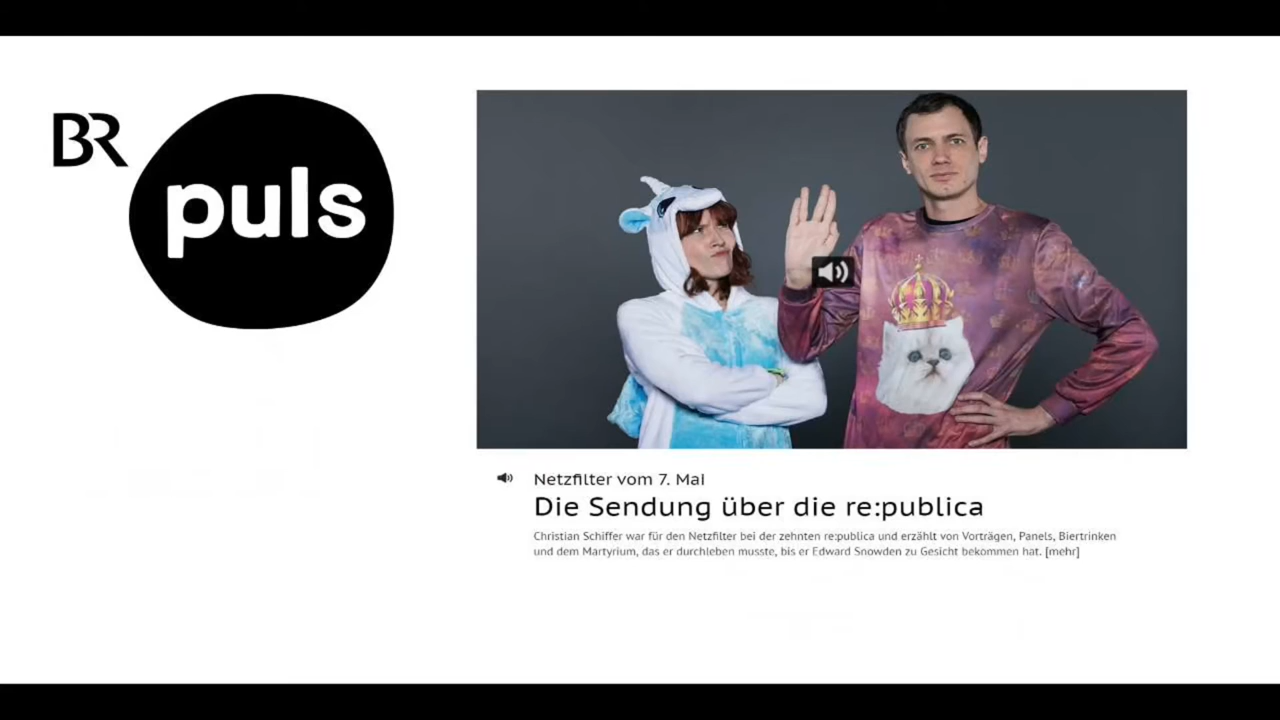 BR
puls
Netzfilter vom 7. Mai
Die Sendung über die re:publica
Christian Schiffer war für den Netzfilter bei der zehnten re:publica und erzählt von Vorträgen, Panels, Biertrinken
und dem Martyrium, das er durchleben musste, bis er Edward Snowden zu Gesicht bekommen hat. [mehr]